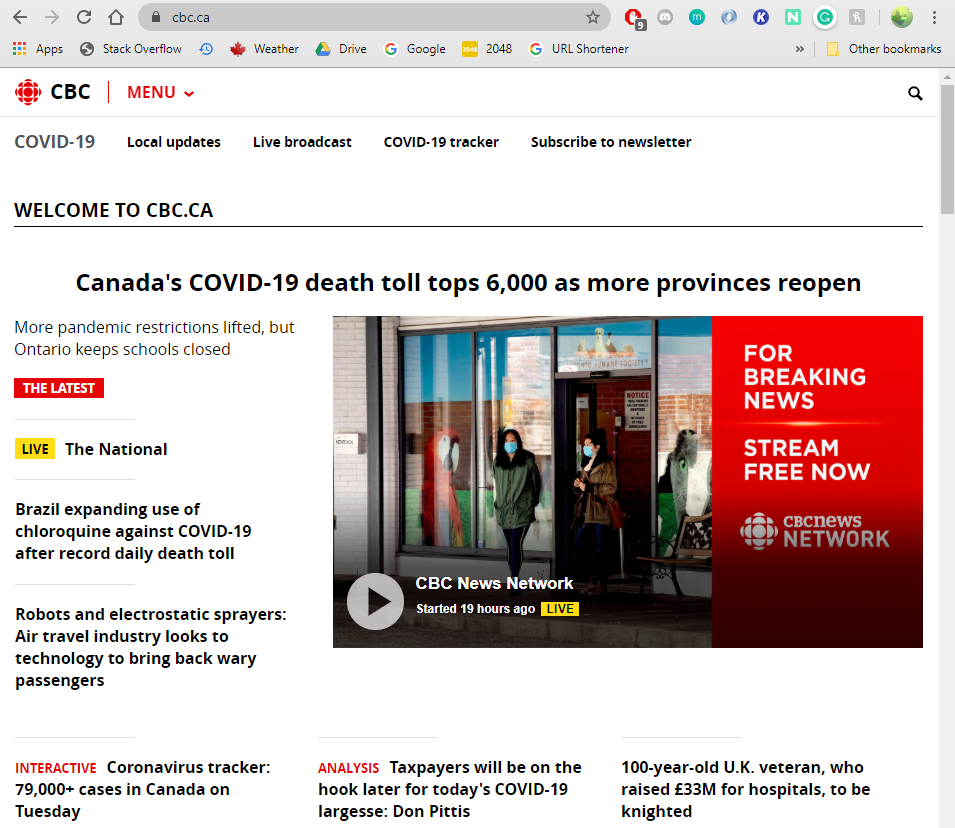 cbc.ca
9
m
K
N
G
h
Apps
Stack Overflow
Weather
Drive
Google
2048
2048
URL Shortener
»
Other bookmarks
CBC
MENU
COVID-19
Local updates
Live broadcast
COVID-19 tracker
Subscribe to newsletter
WELCOME TO CBC.CA
Canada's COVID-19 death toll tops 6,000 as more provinces reopen
More pandemic restrictions lifted, but
Ontario keeps schools closed
THE LATEST
LIVE The National
Brazil expanding use of
chloroquine against COVID-19
after record daily death toll
Robots and electrostatic sprayers:
Air travel industry looks to
technology to bring back wary
passengers
NOTICE
FOR
BREAKING
NEWS
STREAM
FREE NOW
cbcnews
NETWORK
CBC News Network
Started 19 hours ago LIVE
INTERACTIVE Coronavirus tracker:
79,000+ cases in Canada on
Tuesday
ANALYSIS Taxpayers will be on the
hook later for today's COVID-19
largesse: Don Pittis
100-year-old U.K. veteran, who
raised £33M for hospitals, to be
knighted